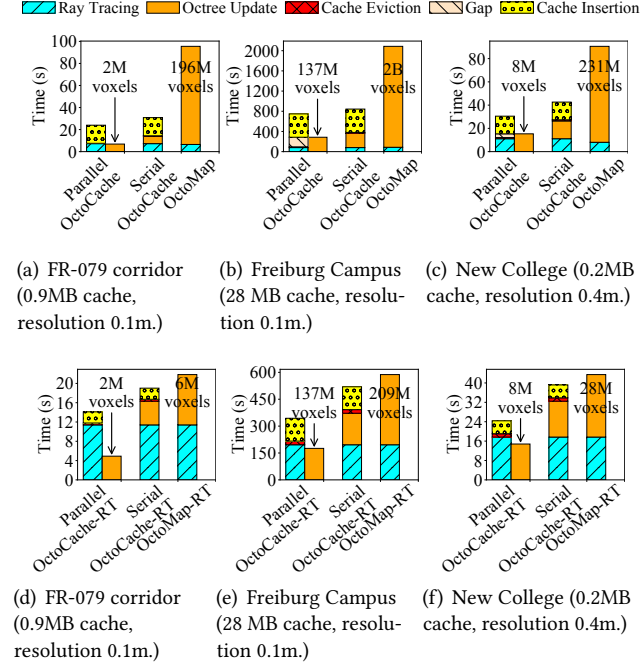 Ray Tracing Octree Update Cache Eviction Gap Cache Insertion
Time (s)
100
80
60
40
20
0
2M
voxels
196M
voxels
Parallel
OctoCache
Serial
OctoCache
OctoMap
Time (s)
2000
1600
1200
800
400
0
137M
voxels
2B
voxels
Parallel
OctoCache
Serial
OctoCache
OctoMap
Time (s)
80
60
40
20
0
8M
voxels
231M
voxels
Parallel
OctoCache
Serial
OctoCache
OctoMap
(a) FR-079 corridor
(0.9MB cache,
resolution 0.1m.)
(b) Freiburg Campus
(28 MB cache, resolu-
tion 0.1m.)
(c) New College (0.2MB
cache, resolution 0.4m.)
Time (s)
20
16
12
8
4
0
2M
voxels
6M
voxels
Parallel
OctoCache-RT
Serial
OctoCache-RT
OctoMap-RT
Time (s)
600
450
300
150
0
137M
voxels
209M
voxels
Parallel
OctoCache-RT
Serial
OctoCache-RT
OctoMap-RT
Time (s)
40
32
24
16
8
0
8M
voxels
28M
voxels
Parallel
OctoCache-RT
Serial
OctoCache-RT
OctoMap-RT
(d) FR-079 corridor
(0.9MB cache,
resolution 0.1m.)
(e) Freiburg Campus
(28 MB cache, resolu-
tion 0.1m.)
(f) New College (0.2MB
cache, resolution 0.4m.)